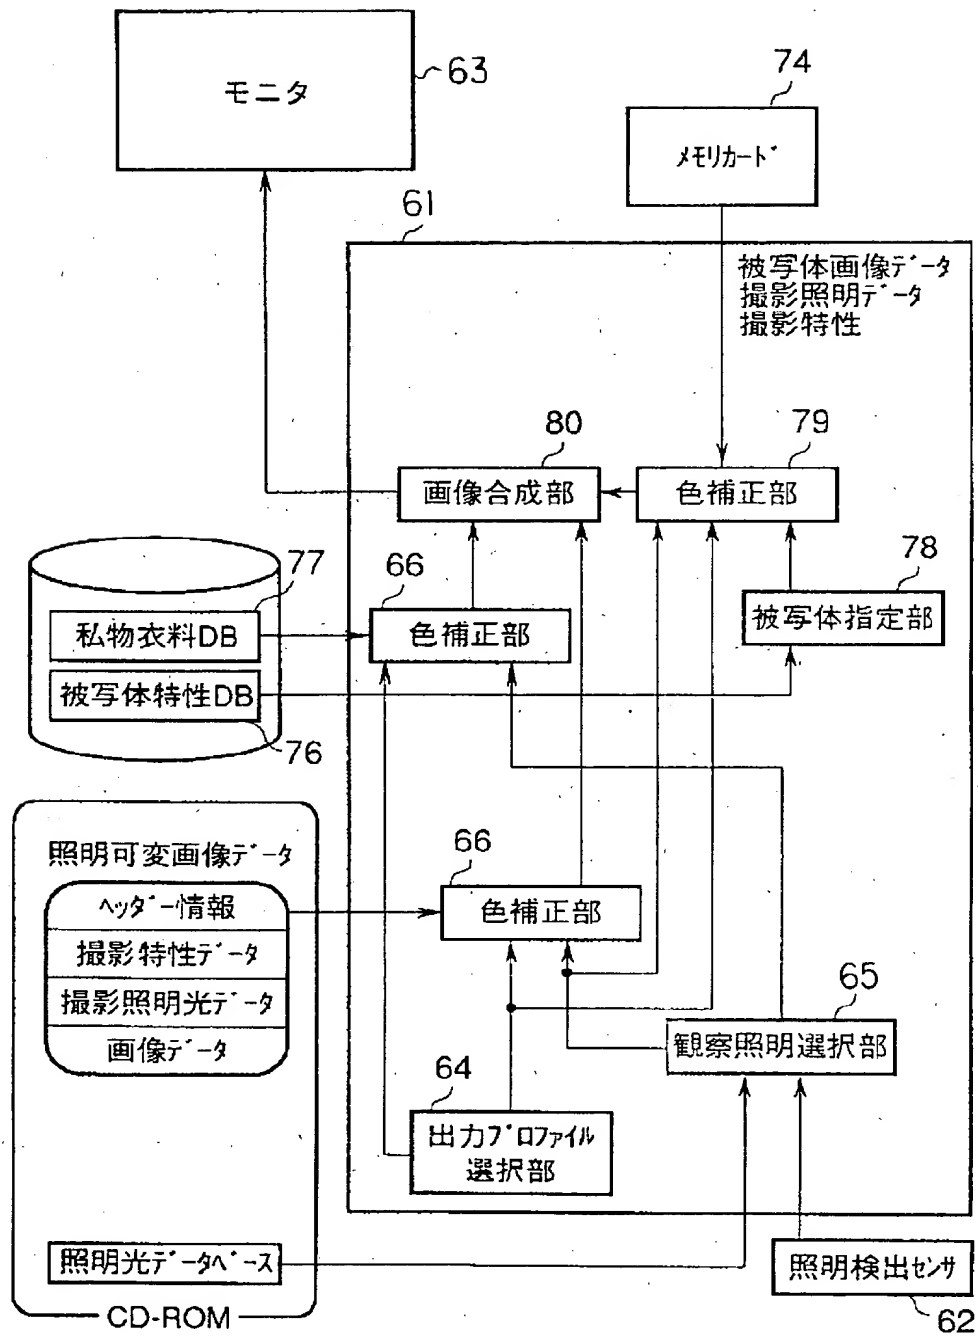 モニタ
63
74
メモリカード
61
被写体画像データ
撮影照明データ
撮影特性
80
79
画像合成部
色補正部
77
66
78
私物衣料DB
色補正部
被写体指定部
被写体特性DB
76
照明可変画像データ
66
ヘッダー情報
色補正部
撮影特性データ
撮影照明光データ
65
画像データ
観察照明選択部
64
出力プロファイル
選択部
照明光データベース
照明検出センサ
CD-ROM
62